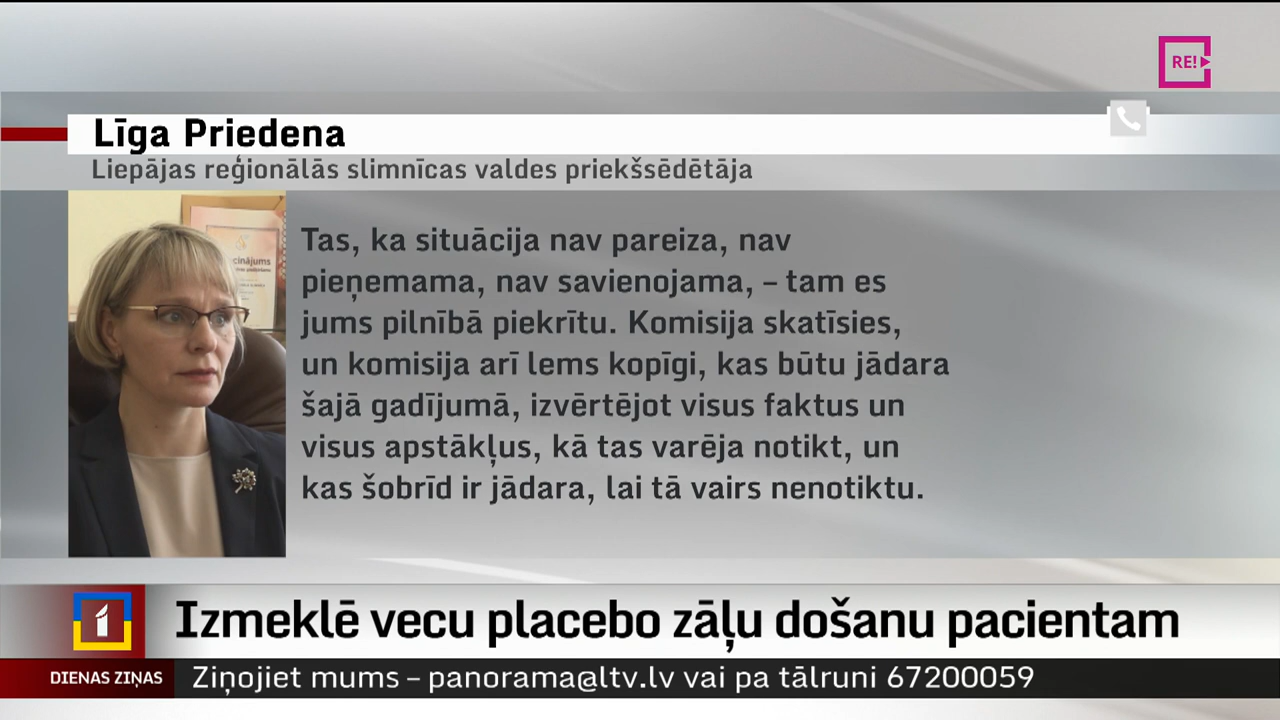 RE!
Līga Priedena
Liepājas reģionālās slimnīcas valdes priekšsēdētāja
cinājums
Tas, ka situācija nav pareiza, nav
pieņemama, nav savienojama, – tam es
jums pilnībā piekrītu. Komisija skatīsies,
un komisija arī lems kopīgi, kas būtu jādara
šajā gadījumā, izvērtējot visus faktus un
visus apstākļus, kā tas varēja notikt, un
kas šobrīd ir jādara, lai tā vairs nenotiktu.
1
Izmeklē vecu placebo zāļu došanu pacientam
DIENAS ZIŅAS
Ziņojiet mums – panorama@ltv.lv vai pa tālruni 67200059